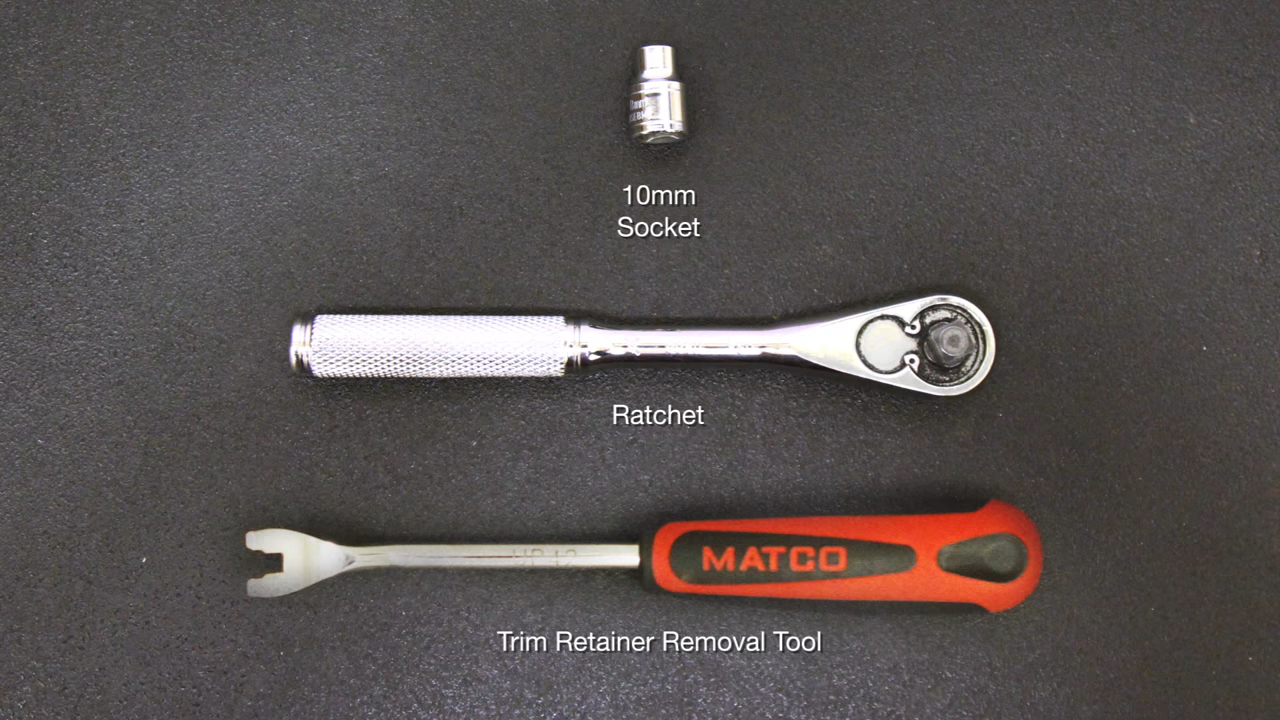 10mm
Socket
Ratchet
MATCO
Trim Retainer Removal Tool